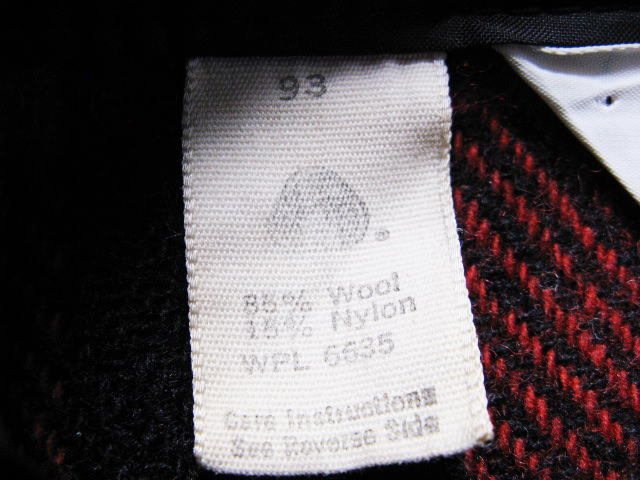 93
®
85% Wool
15% Nylon
WPL 6635
Care Instructions
See Reverse Side